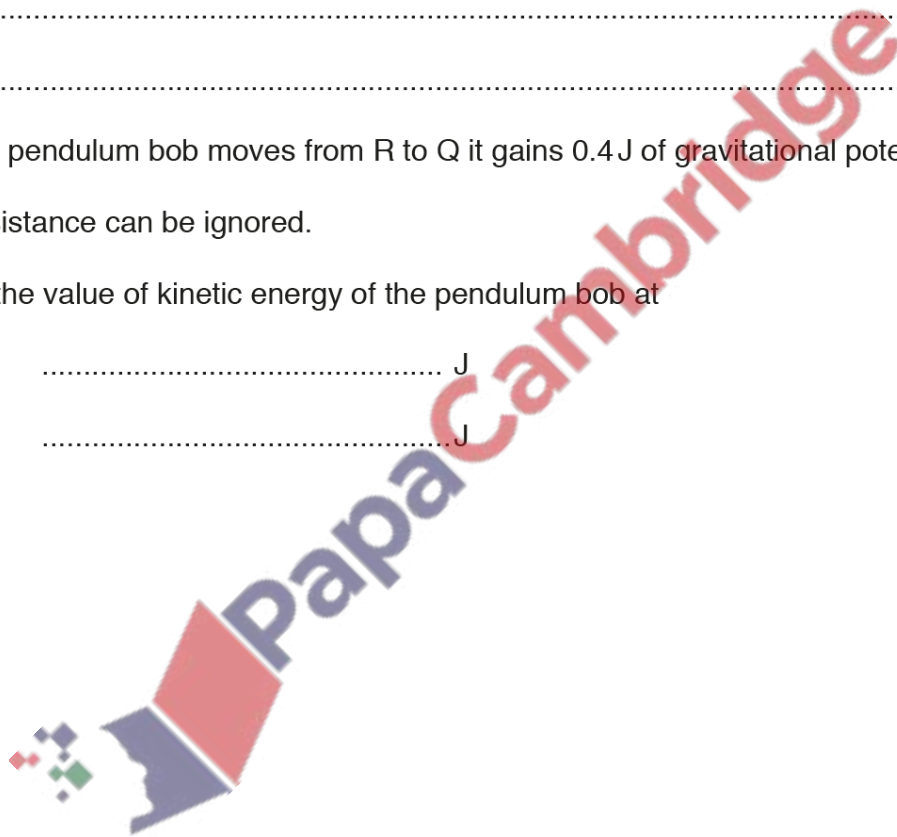 ................................................................................................................
................................................................................................................
pendulum bob moves from R to Q it gains 0.4 J of gravitational pote
istance can be ignored.
he value of kinetic energy of the pendulum bob at
................................................ J
.................................................J
PapaCambridge